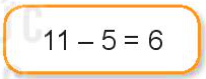 11 – 5 = 6